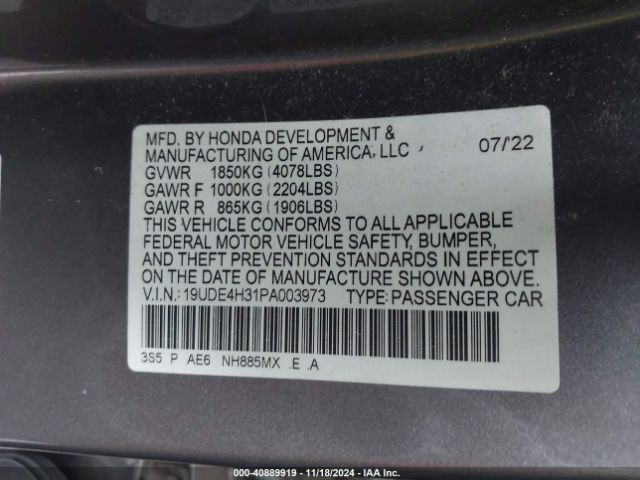 MFD. BY HONDA DEVELOPMENT &
MANUFACTURING OF AMERICA, LLC 07/'22
GVWR 1850KG (4078LBS)
GAWR F 1000KG (2204LBS)
GAWR R 865KG (1906LBS)
THIS VEHICLE CONFORMS TO ALL APPLICABLE
FEDERAL MOTOR VEHICLE SAFETY, BUMPER,
AND THEFT PREVENTION STANDARDS IN EFFECT
ON THE DATE OF MANUFACTURE SHOWN ABOVE.
V.I.N.: 19UDE4H31PA003973 TYPE: PASSENGER CAR
3S5 P AE6 NH885MX .E .A
000-40889919 - 11/18/2024 - IAA Inc.